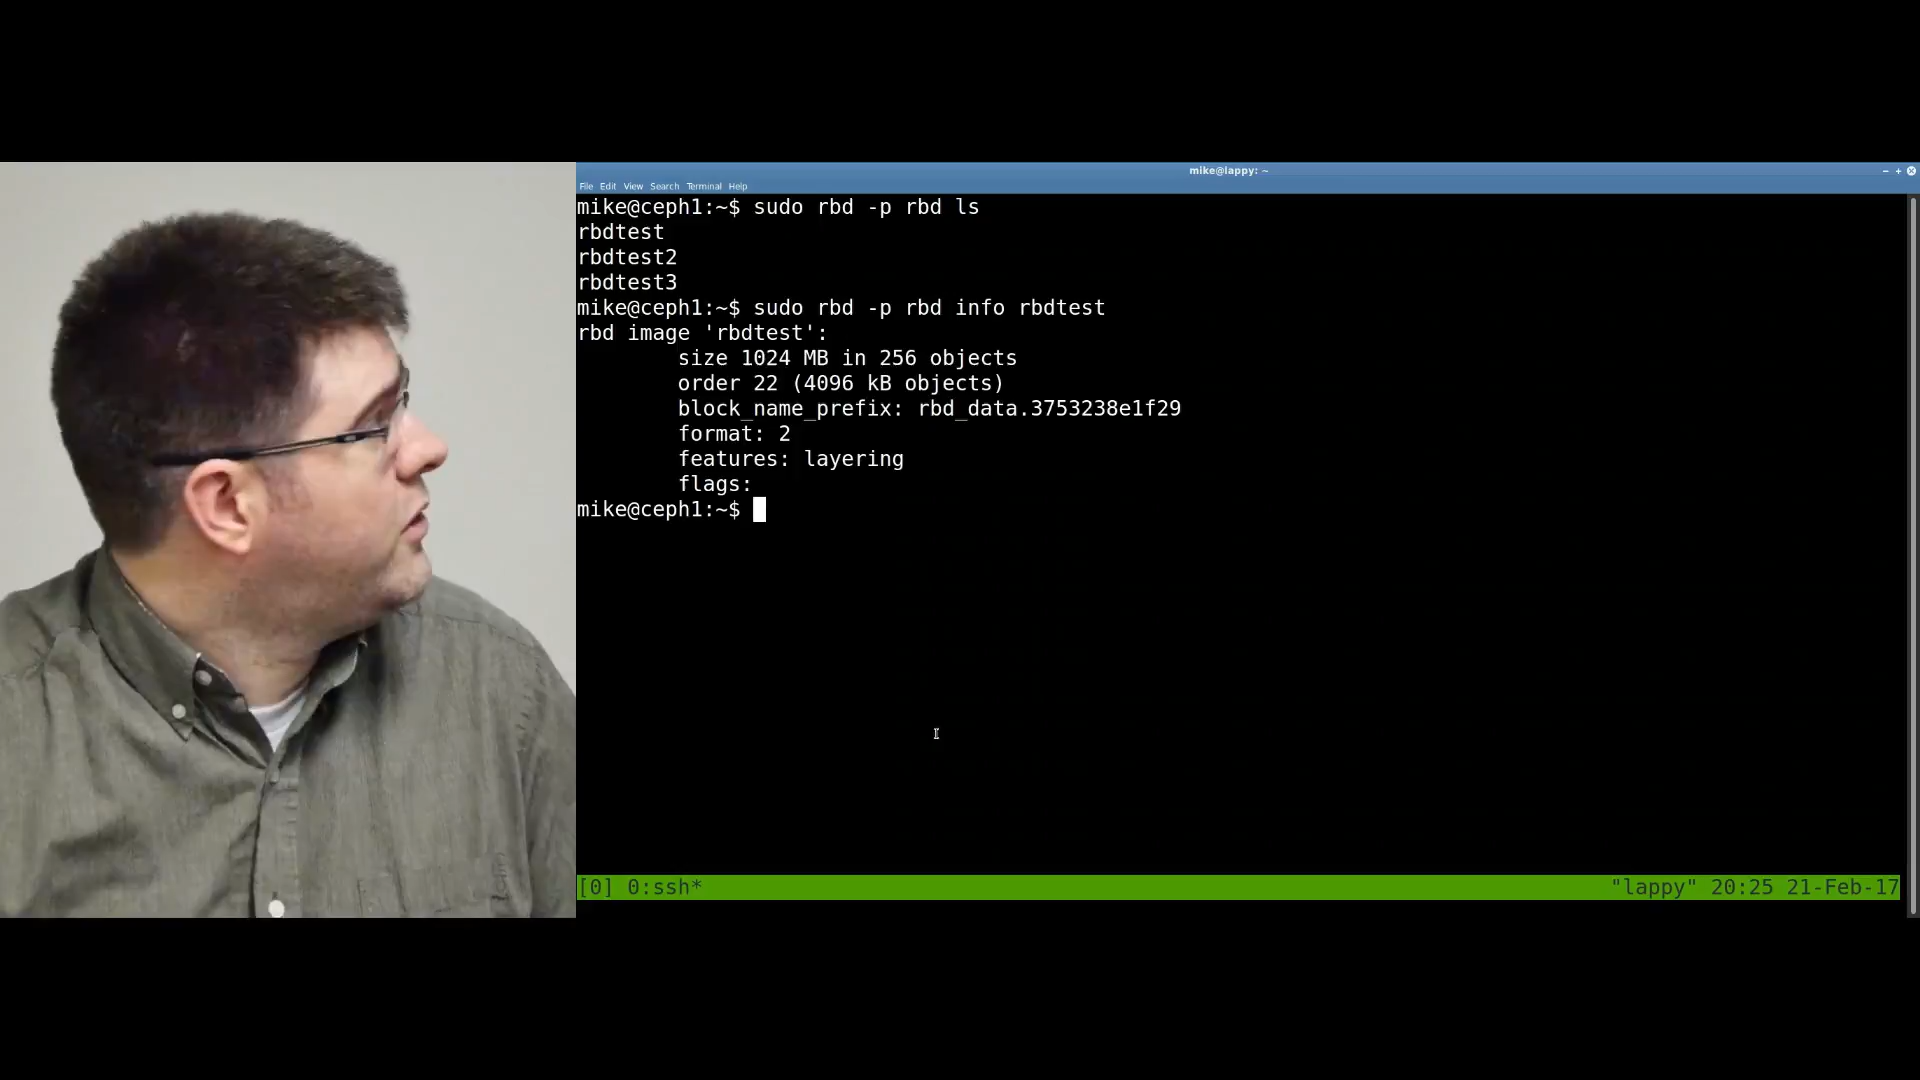 mike@lappy: ~
File Edit View Search Terminal Help
mike@ceph1:~$ sudo rbd -p rbd ls
rbdtest
rbdtest2
rbdtest3
mike@ceph1:~$ sudo rbd -p rbd info rbdtest
rbd image 'rbdtest':
size 1024 MB in 256 objects
order 22 (4096 kB objects)
block_name_prefix: rbd_data.3753238e1f29
format: 2
features: layering
flags:
mike@ceph1:~$
[0] 0:ssh* "lappy" 20:25 21-Feb-17